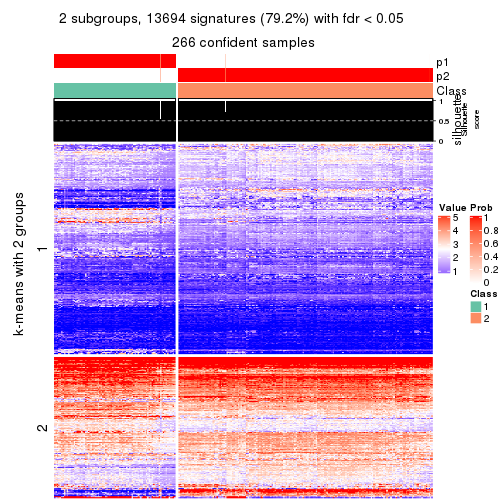 2 subgroups, 13694 signatures (79.2%) with fdr < 0.05
266 confident samples
p1
p2
Class
1
0.5
0
silhouette
Silhouette
score
k-means with 2 groups
1
2
Value
5
4
3
2
1
Prob
1
0.8
0.6
0.4
0.2
0
Class
1
2